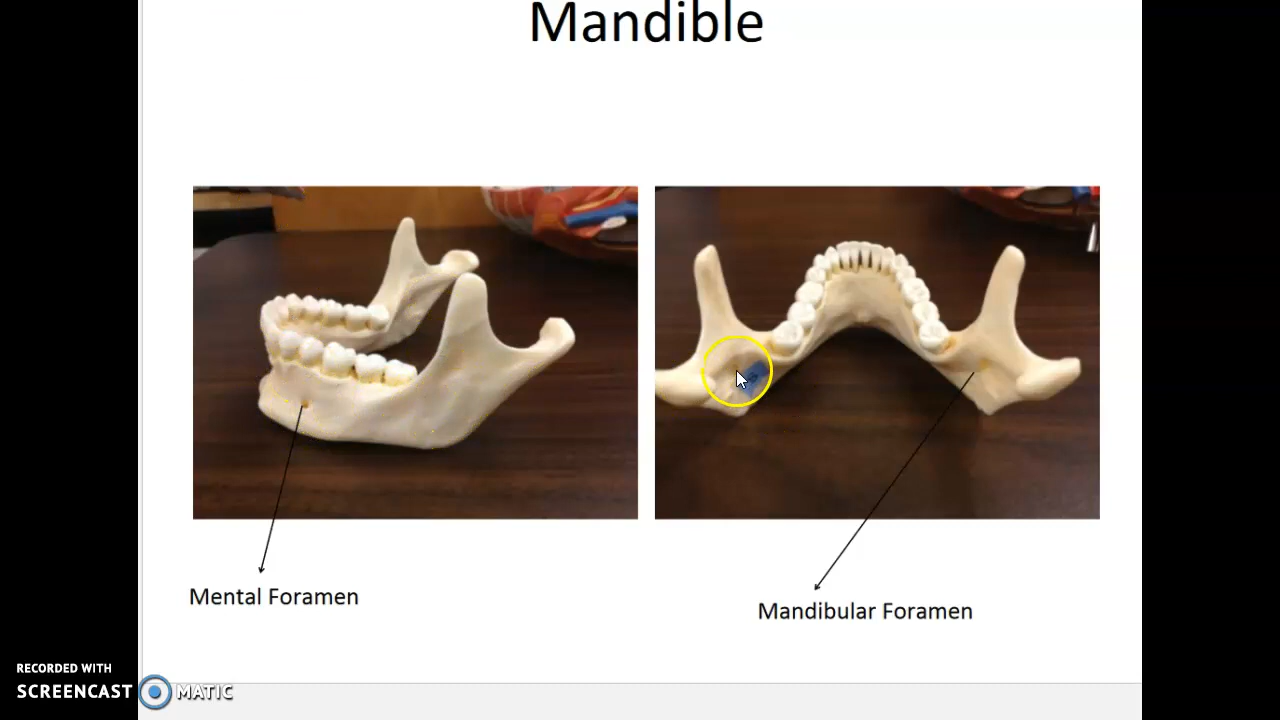 Mandible
Mental Foramen
Mandibular Foramen
RECORDED WITH
SCREENCAST MATIC